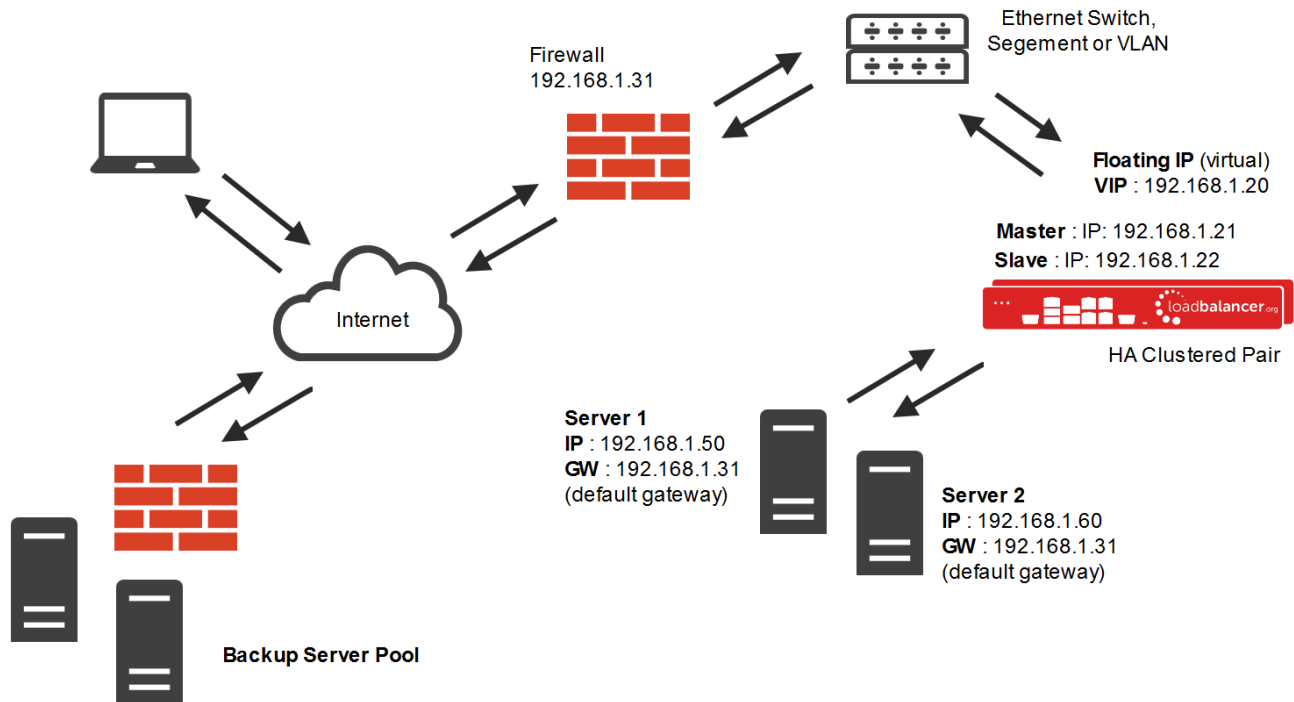 Ethernet Switch,
Segement or VLAN
Firewall
192.168.1.31
Floating IP (virtual)
VIP : 192.168.1.20
Master : IP: 192.168.1.21
Slave : IP: 192.168.1.22
loadbalancer.org
HA Clustered Pair
Internet
Server 1
IP : 192.168.1.50
GW : 192.168.1.31
(default gateway)
Server 2
IP : 192.168.1.60
GW : 192.168.1.31
(default gateway)
Backup Server Pool